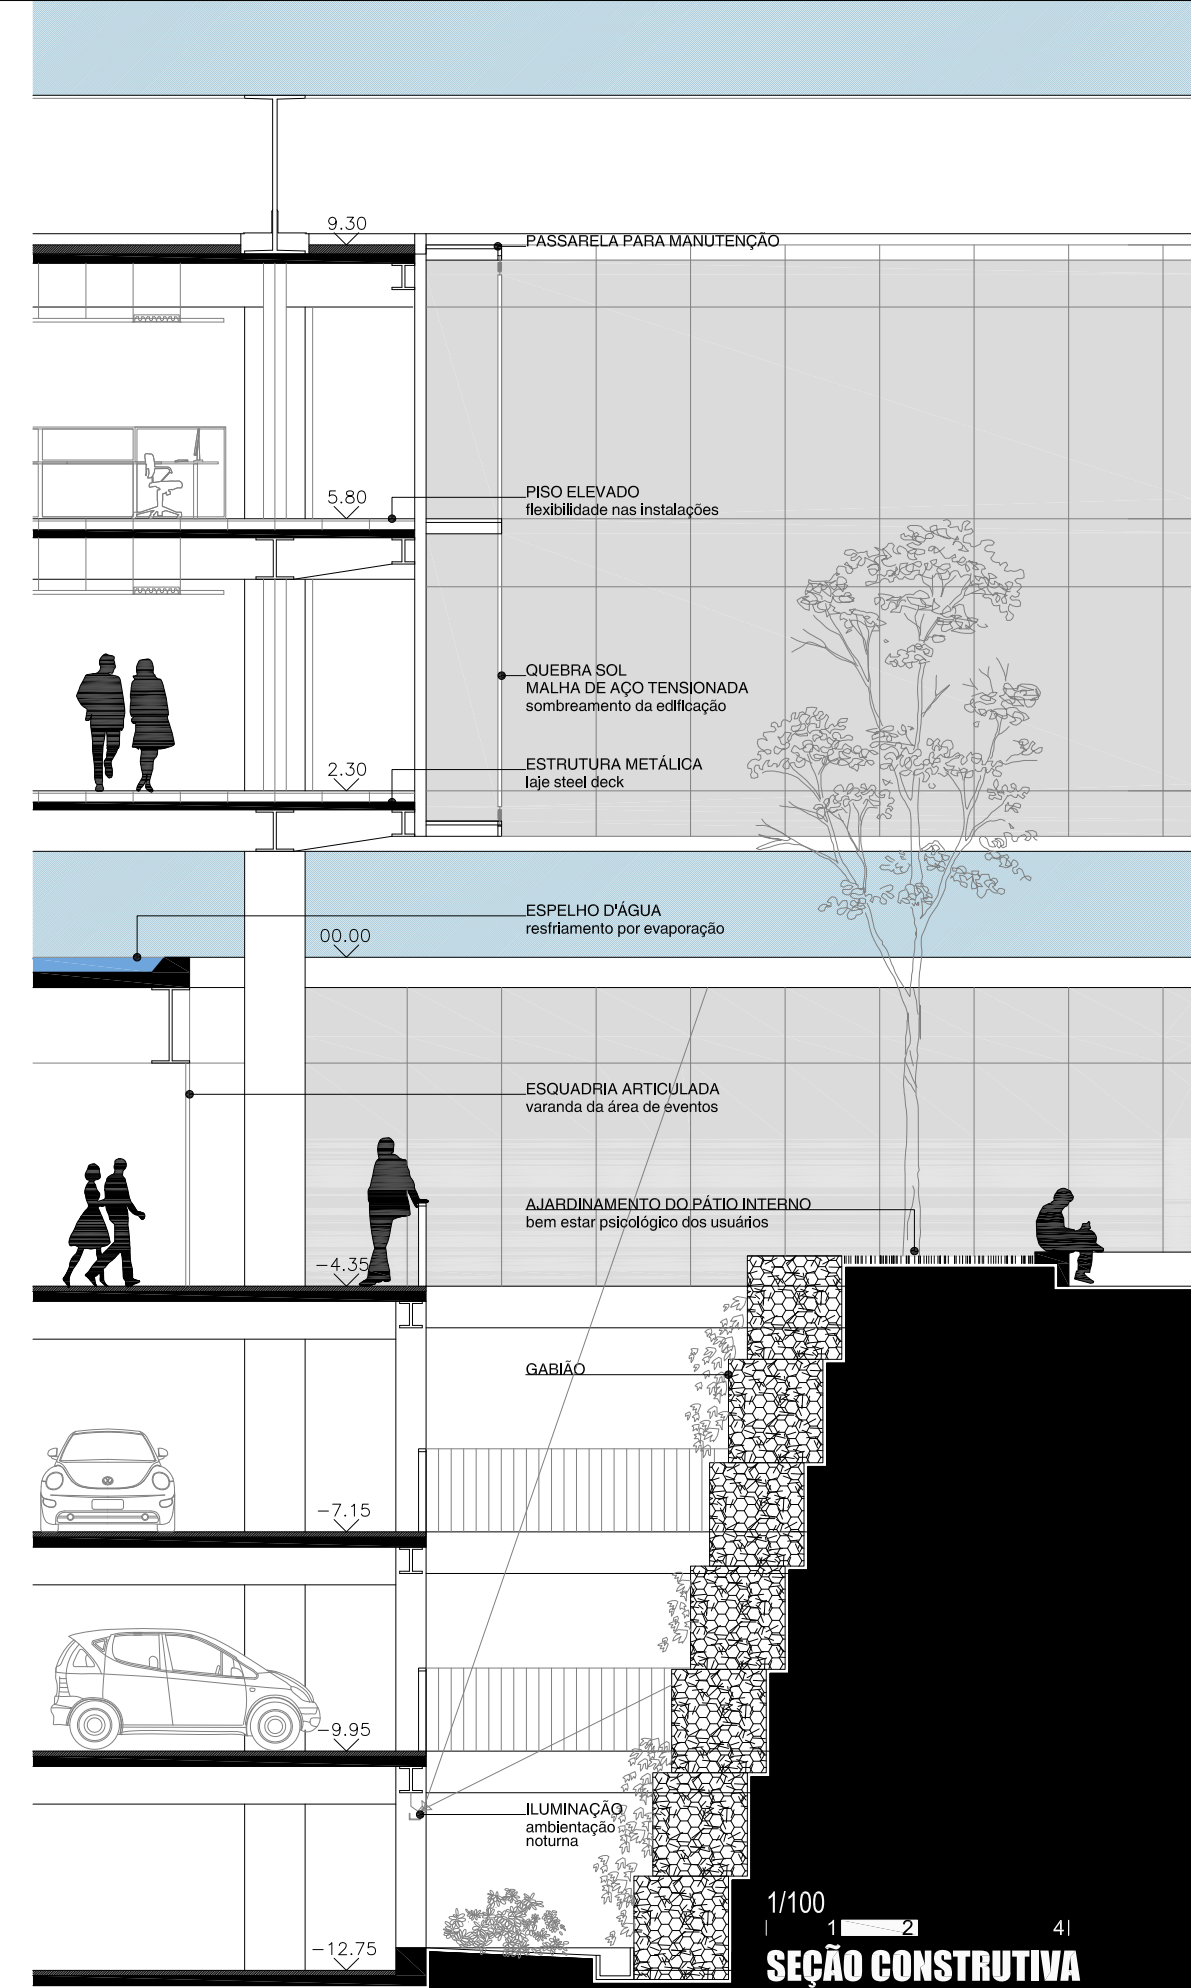 9.30
PASSARELA PARA MANUTENÇÃO
5.80
PISO ELEVADO
flexibilidade nas instalações
QUEBRA SOL
MALHA DE AÇO TENSIONADA
sombreamento da edificação
2.30
ESTRUTURA METÁLICA
laje steel deck
ESPELHO D'ÁGUA
resfriamento por evaporação
00.00
ESQUADRIA ARTICULADA
varanda da área de eventos
AJARDINAMENTO DO PÁTIO INTERNO
bem estar psicológico dos usuários
-4.35
GABIÃO
-7.15
-9.95
ILUMINAÇÃO
ambientação
noturna
1/100
1 2 4
-12.75
SEÇÃO CONSTRUTIVA